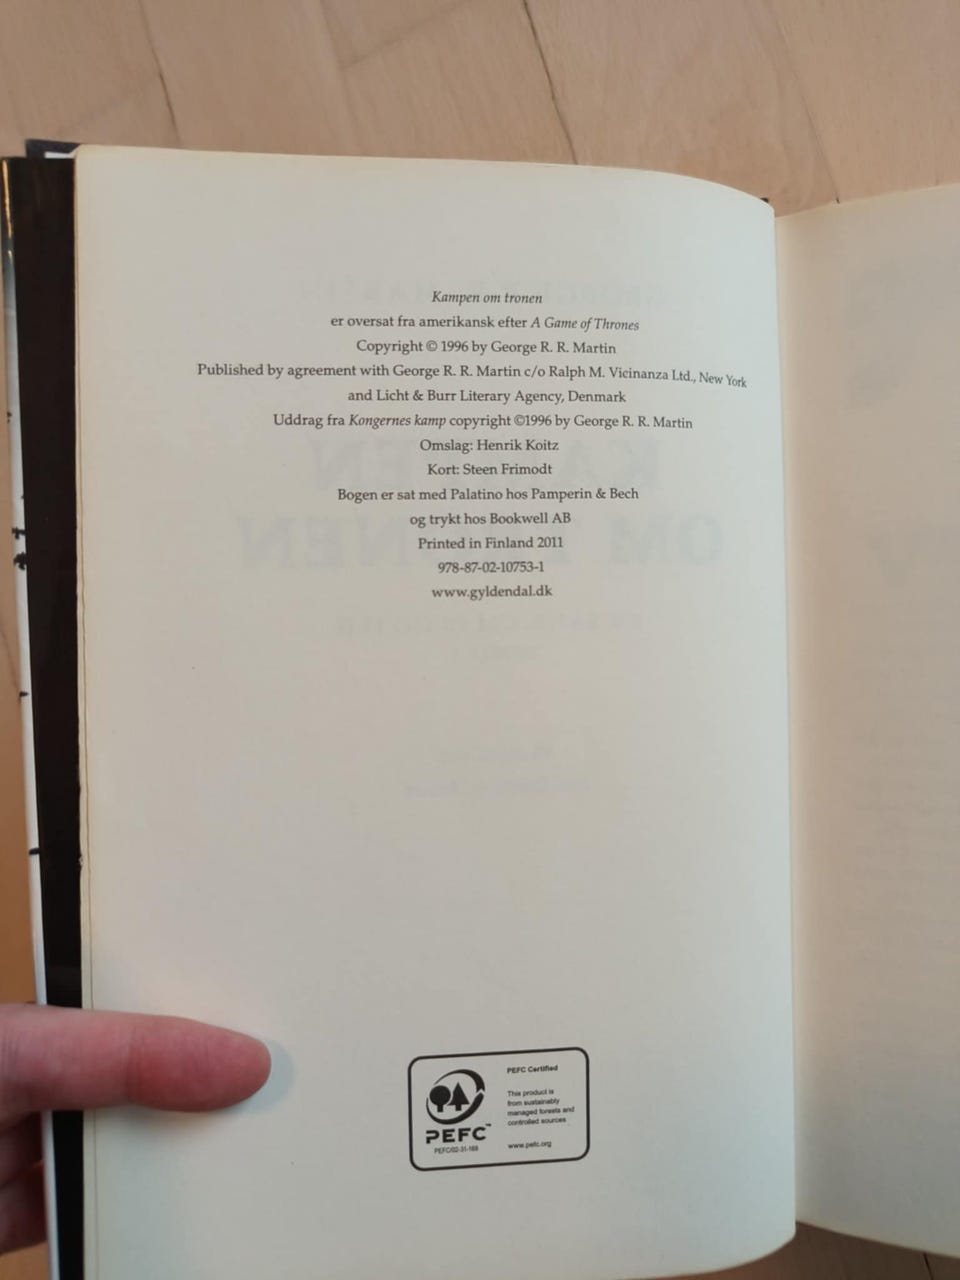 Kampen om tronen
er oversat fra amerikansk efter A Game of Thrones
Copyright © 1996 by George R. R. Martin
Published by agreement with George R. R. Martin c/o Ralph M. Vicinanza Ltd., New York
and Licht & Burr Literary Agency, Denmark
Uddrag fra Kongernes kamp copyright ©1996 by George R. R. Martin
Omslag: Henrik Koitz
Kort: Steen Frimodt
Bogen er sat med Palatino hos Pamperin & Bech
og trykt hos Bookwell AB
Printed in Finland 2011
978-87-02-10753-1
www.gyldendal.dk
PEFC™
PEFC/02-31-169
PEFC Certified
This product is
from sustainably
managed forests and
controlled sources
www.pefc.org